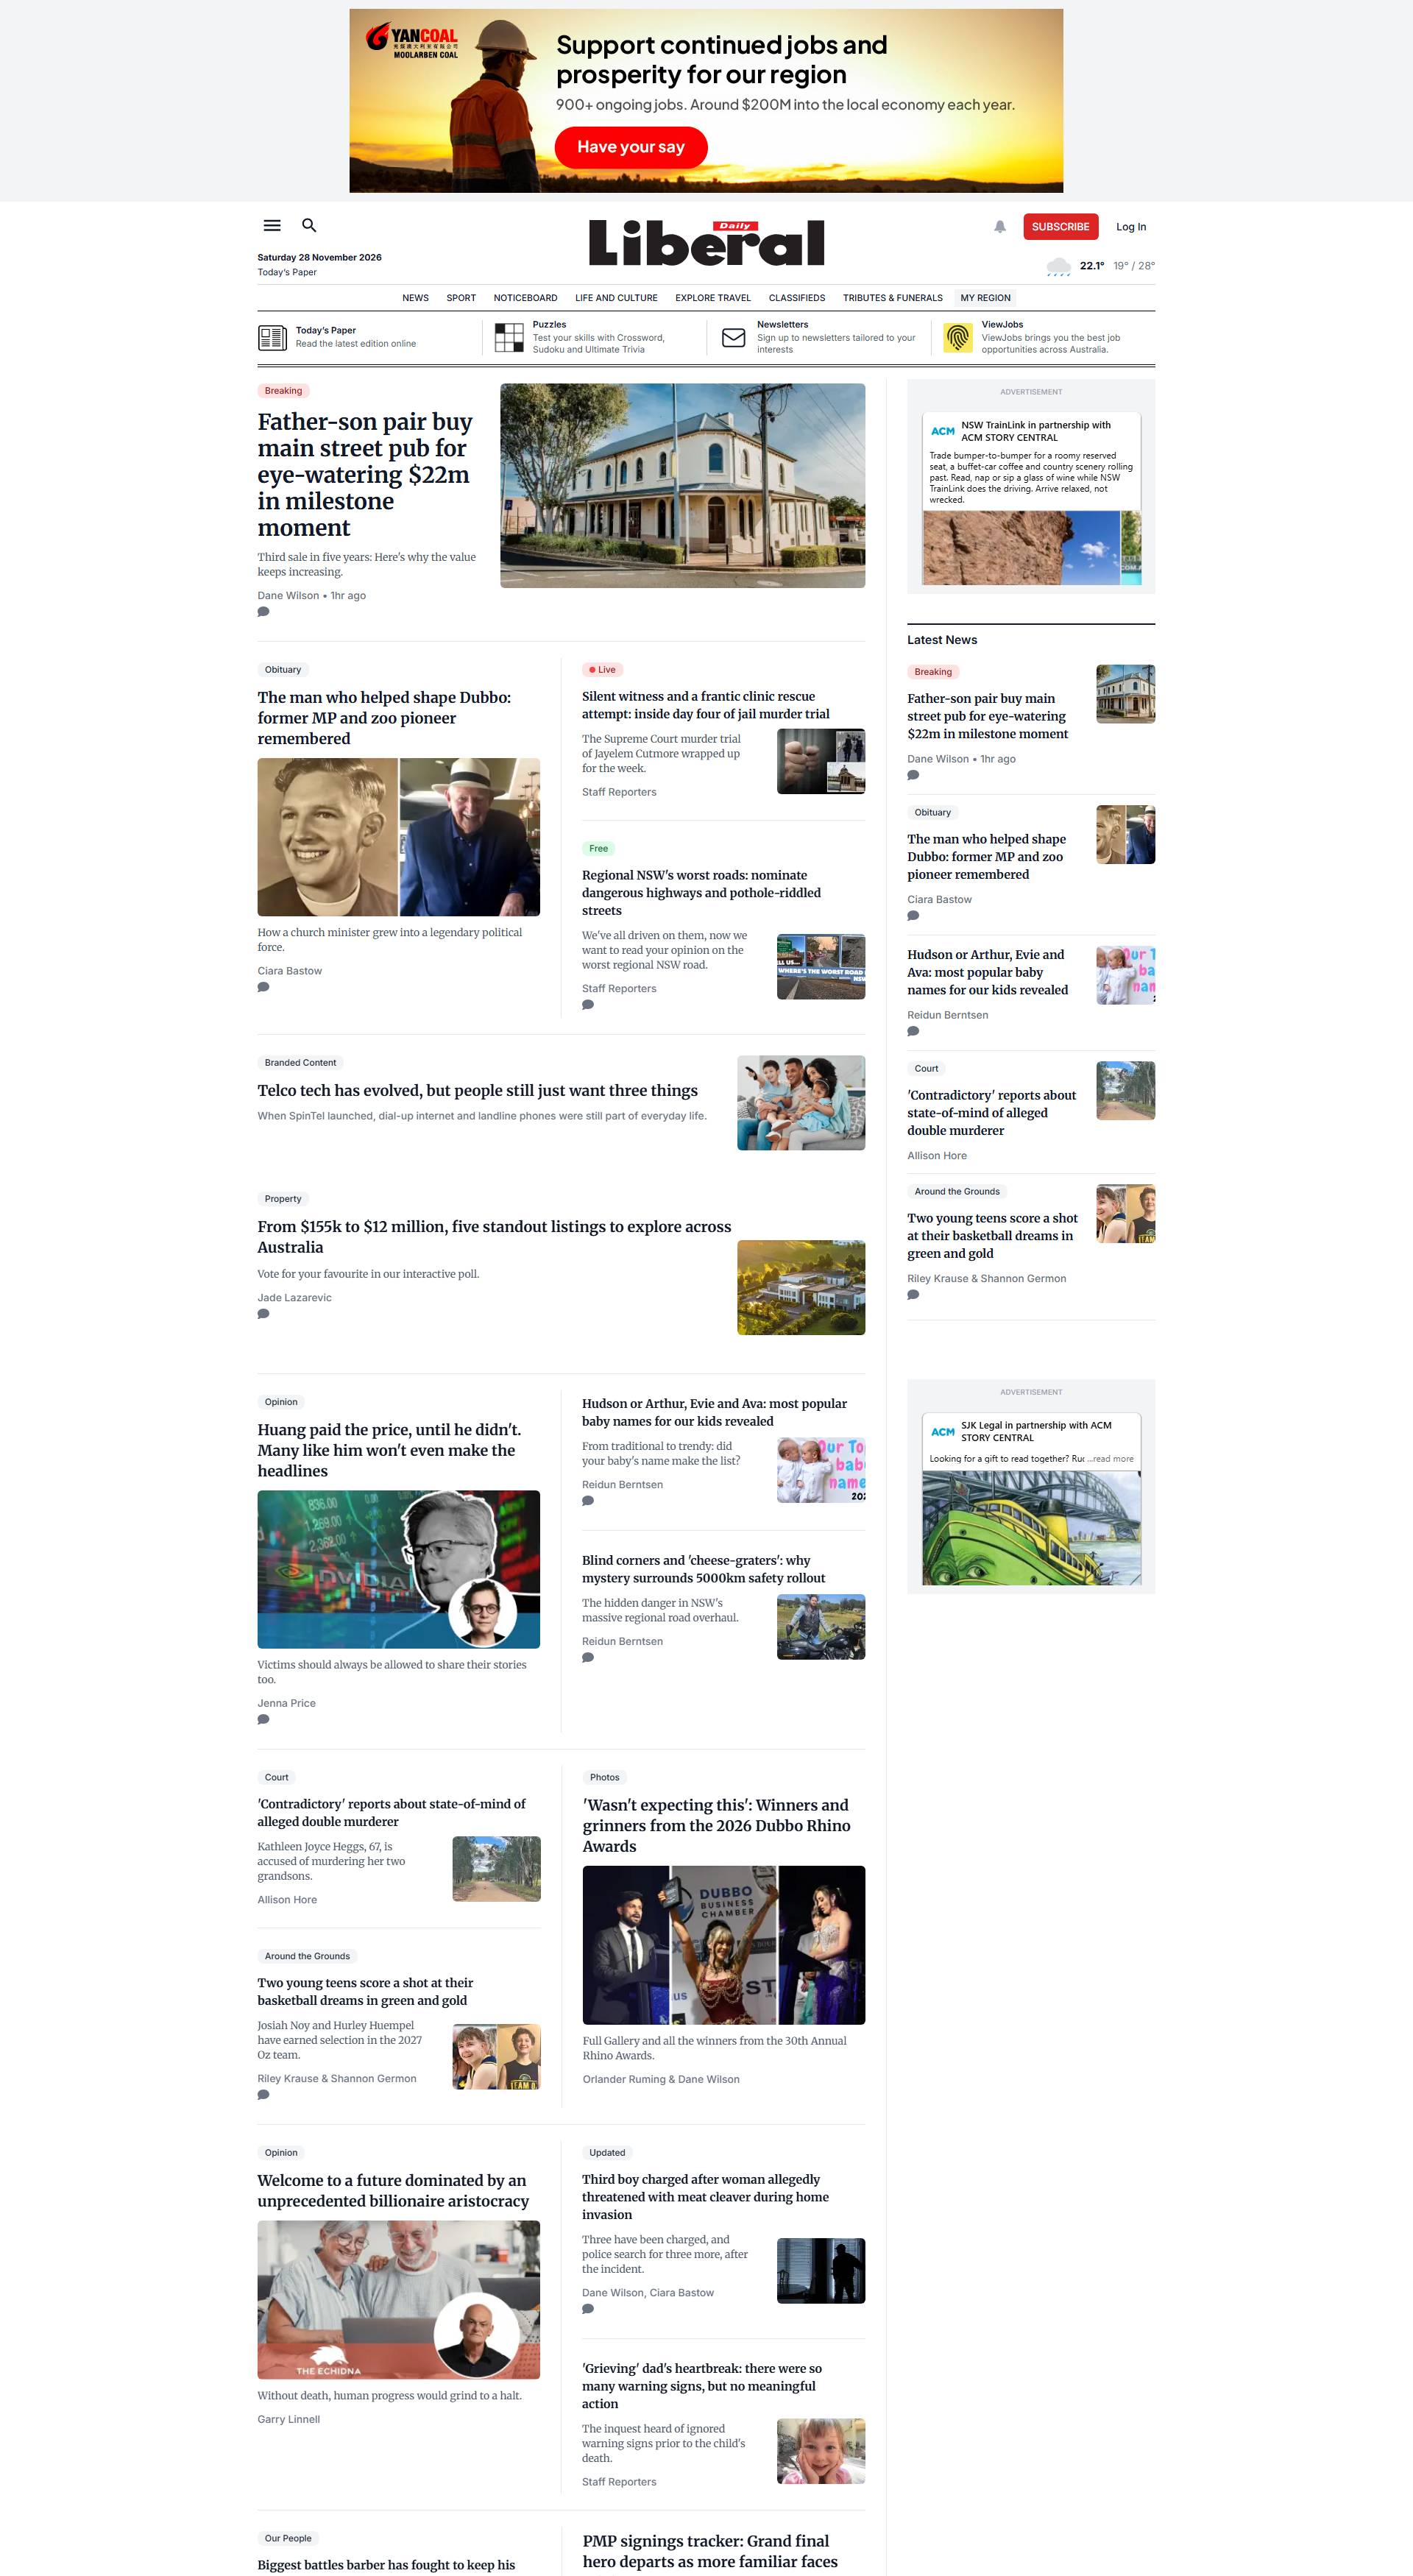 YANCOAL
MOOLARBEN COAL
Support continued jobs and
prosperity for our region
900+ ongoing jobs. Around $200M into the local economy each year.
Have your say
Daily
Liberal
SUBSCRIBE
Log In
Saturday 28 November 2026
Today's Paper
22.1° 19° / 28°
NEWS SPORT NOTICEBOARD LIFE AND CULTURE EXPLORE TRAVEL CLASSIFIEDS TRIBUTES & FUNERALS MY REGION
Today's Paper
Read the latest edition online
Puzzles
Test your skills with Crossword,
Sudoku and Ultimate Trivia
Newsletters
Sign up to newsletters tailored to your
interests
ViewJobs
ViewJobs brings you the best job
opportunities across Australia.
Breaking
Father-son pair buy
main street pub for
eye-watering $22m
in milestone
moment
Third sale in five years: Here's why the value
keeps increasing.
Dane Wilson • 1hr ago
Obituary
The man who helped shape Dubbo:
former MP and zoo pioneer
remembered
How a church minister grew into a legendary political
force.
Ciara Bastow
Live
Silent witness and a frantic clinic rescue
attempt: inside day four of jail murder trial
The Supreme Court murder trial
of Jayelem Cutmore wrapped up
for the week.
Staff Reporters
Free
Regional NSW's worst roads: nominate
dangerous highways and pothole-riddled
streets
We've all driven on them, now we
want to read your opinion on the
worst regional NSW road.
Staff Reporters
LL US...
WHERE'S THE WORST ROAD
NSW
Branded Content
Telco tech has evolved, but people still just want three things
When SpinTel launched, dial-up internet and landline phones were still part of everyday life.
Property
From $155k to $12 million, five standout listings to explore across
Australia
Vote for your favourite in our interactive poll.
Jade Lazarevic
Opinion
Huang paid the price, until he didn't.
Many like him won't even make the
headlines
836.00
1,269.00
2,362.00
NVIDIA
Victims should always be allowed to share their stories
too.
Jenna Price
Hudson or Arthur, Evie and Ava: most popular
baby names for our kids revealed
From traditional to trendy: did
your baby's name make the list?
Reidun Berntsen
Our To
bab
name
202
Blind corners and 'cheese-graters': why
mystery surrounds 5000km safety rollout
The hidden danger in NSW's
massive regional road overhaul.
Reidun Berntsen
Court
'Contradictory' reports about state-of-mind of
alleged double murderer
Kathleen Joyce Heggs, 67, is
accused of murdering her two
grandsons.
Allison Hore
Around the Grounds
Two young teens score a shot at their
basketball dreams in green and gold
Josiah Noy and Hurley Huempel
have earned selection in the 2027
Oz team.
Riley Krause & Shannon Germon
Photos
'Wasn't expecting this': Winners and
grinners from the 2026 Dubbo Rhino
Awards
DUBBO
BUSINESS
CHAMBER
Full Gallery and all the winners from the 30th Annual
Rhino Awards.
Orlander Ruming & Dane Wilson
Opinion
Welcome to a future dominated by an
unprecedented billionaire aristocracy
THE ECHIDNA
Without death, human progress would grind to a halt.
Garry Linnell
Updated
Third boy charged after woman allegedly
threatened with meat cleaver during home
invasion
Three have been charged, and
police search for three more, after
the incident.
Dane Wilson, Ciara Bastow
'Grieving' dad's heartbreak: there were so
many warning signs, but no meaningful
action
The inquest heard of ignored
warning signs prior to the child's
death.
Staff Reporters
Our People
Biggest battles barber has fought to keep his
PMP signings tracker: Grand final
hero departs as more familiar faces
ADVERTISEMENT
ACM
NSW TrainLink in partnership with
ACM STORY CENTRAL
Trade bumper-to-bumper for a roomy reserved
seat, a buffet-car coffee and country scenery rolling
past. Read, nap or sip a glass of wine while NSW
TrainLink does the driving. Arrive relaxed, not
wrecked.
Latest News
Breaking
Father-son pair buy main
street pub for eye-watering
$22m in milestone moment
Dane Wilson • 1hr ago
Obituary
The man who helped shape
Dubbo: former MP and zoo
pioneer remembered
Ciara Bastow
Hudson or Arthur, Evie and
Ava: most popular baby
names for our kids revealed
Reidun Berntsen
Court
'Contradictory' reports about
state-of-mind of alleged
double murderer
Allison Hore
Around the Grounds
Two young teens score a shot
at their basketball dreams in
green and gold
Riley Krause & Shannon Germon
ADVERTISEMENT
ACM
SJK Legal in partnership with ACM
STORY CENTRAL
Looking for a gift to read together? Ru ...read more